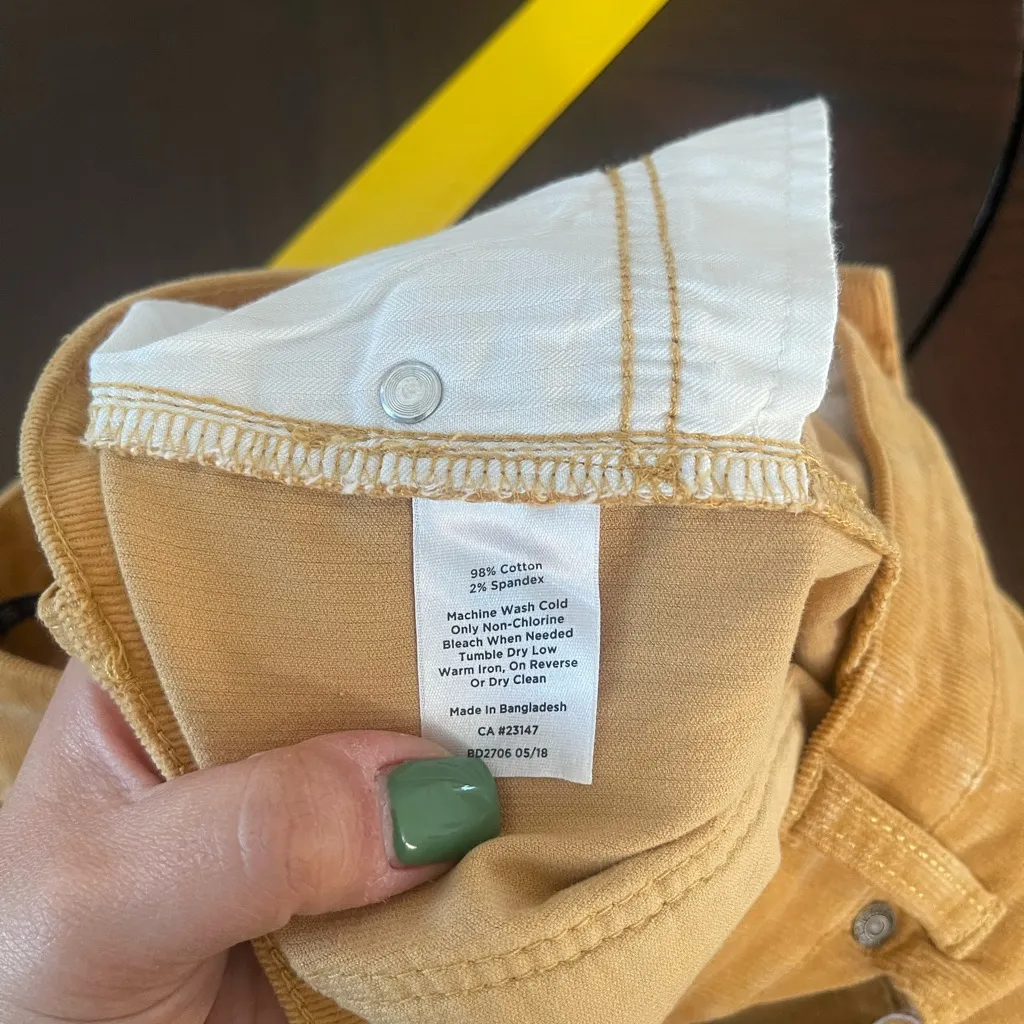 98% Cotton
2% Spandex
Machine Wash Cold
Only Non-Chlorine
Bleach When Needed
Tumble Dry Low
Warm Iron, On Reverse
Or Dry Clean
Made In Bangladesh
CA #23147
BD2706 05/18